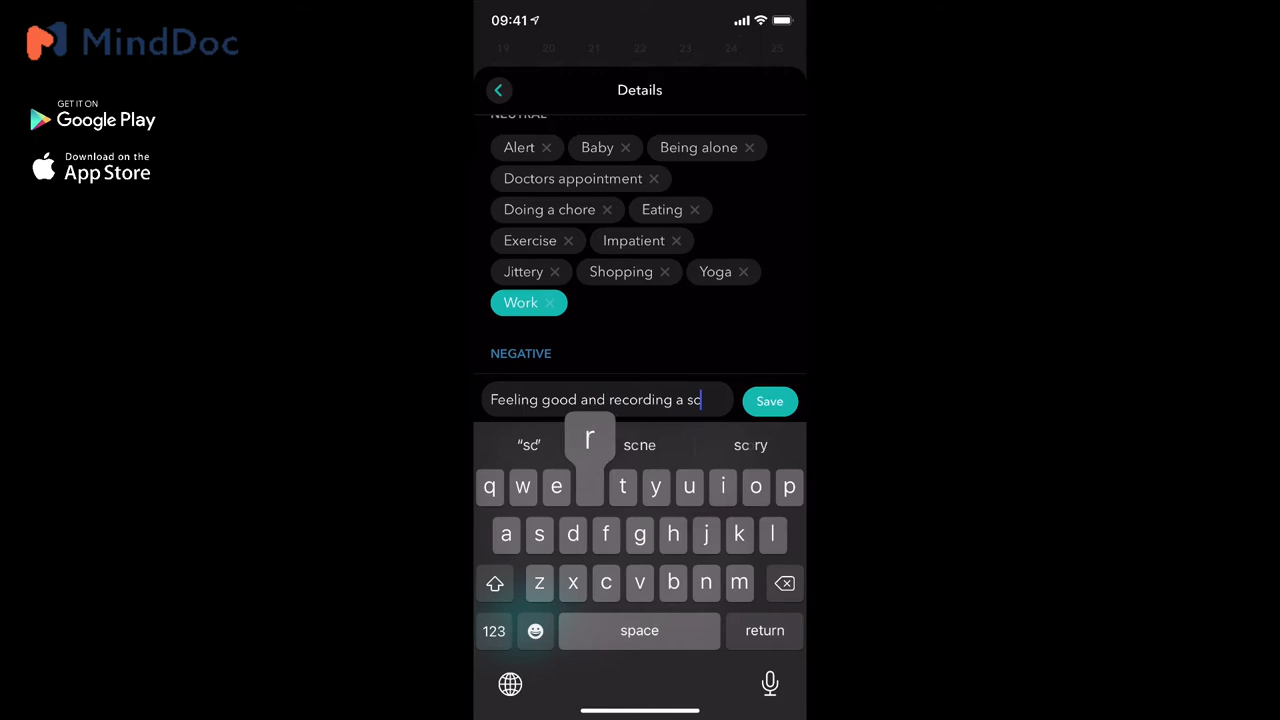 MindDoc
GET IT ON
Google Play
Download on the
App Store
09:41
19 20 21 22 23 24 25
Details
NEUTRAL
Alert Baby Being alone
Doctors appointment
Doing a chore Eating
Exercise Impatient
Jittery Shopping Yoga
Work
NEGATIVE
Feeling good and recording a sc
Save
r
"sc" scne
q w e t y u i o p
a s d f g h j k l
z x c v b n m
123 space return